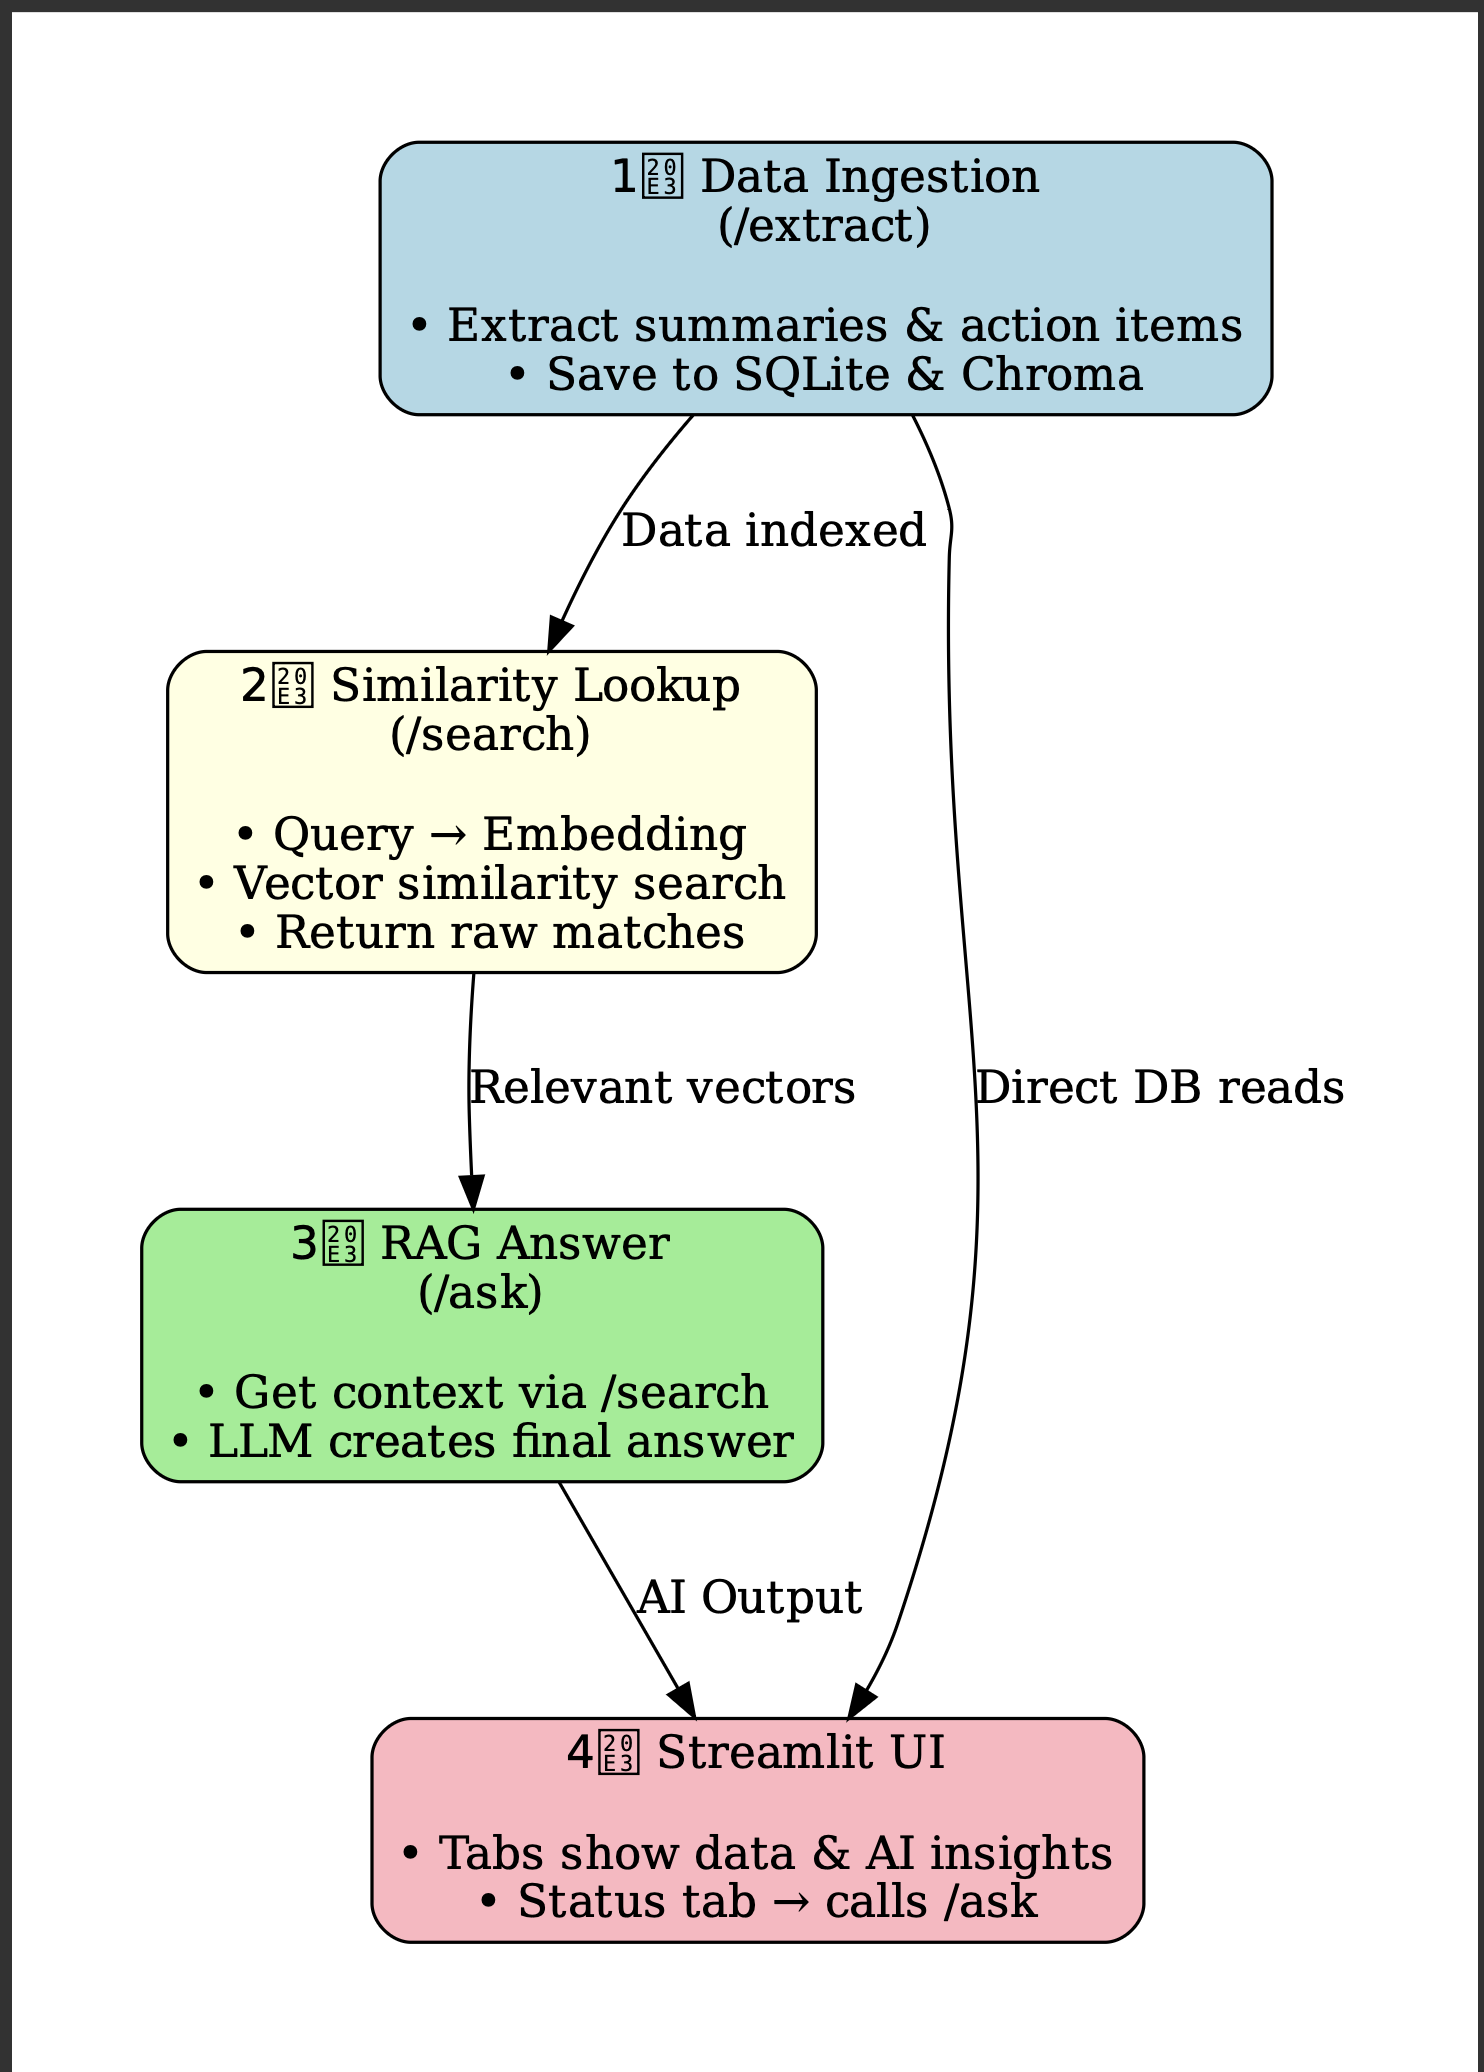 1⃣ Data Ingestion
(/extract)
• Extract summaries & action items
• Save to SQLite & Chroma
Data indexed
2⃣ Similarity Lookup
(/search)
• Query → Embedding
• Vector similarity search
• Return raw matches
Relevant vectors
Direct DB reads
3⃣ RAG Answer
(/ask)
• Get context via /search
• LLM creates final answer
AI Output
4⃣ Streamlit UI
• Tabs show data & AI insights
• Status tab → calls /ask